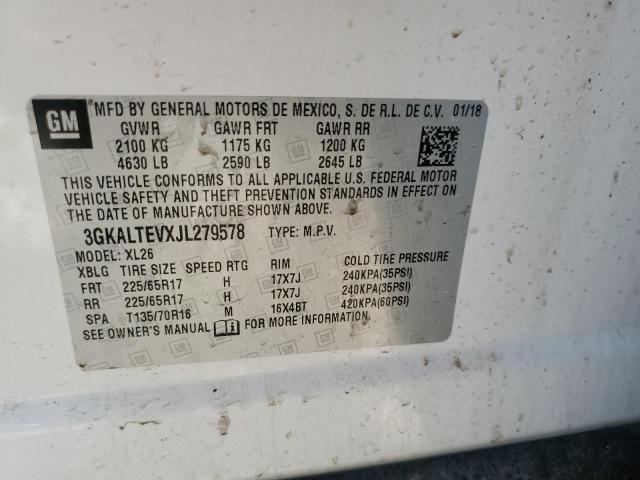 GM MFD BY GENERAL MOTORS DE MEXICO, S. DE R.L. DE C.V. 01/18
GVWR GAWR FRT GAWR RR
2100 KG 1175 KG 1200 KG
4630 LB 2590 LB 2645 LB
THIS VEHICLE CONFORMS TO ALL APPLICABLE U.S. FEDERAL MOTOR
VEHICLE SAFETY AND THEFT PREVENTION STANDARDS IN EFFECT ON
THE DATE OF MANUFACTURE SHOWN ABOVE.
3GKALTEVXJL279578 TYPE: M.P.V.
MODEL: XL26
XBLG TIRE SIZE SPEED RTG RIM COLD TIRE PRESSURE
FRT 225/65R17 H 17X7J 240KPA(35PSI)
RR 225/65R17 H 17X7J 240KPA(35PSI)
SPA T135/70R16 M 16X4BT 420KPA(60PSI)
SEE OWNER'S MANUAL FOR MORE INFORMATION.